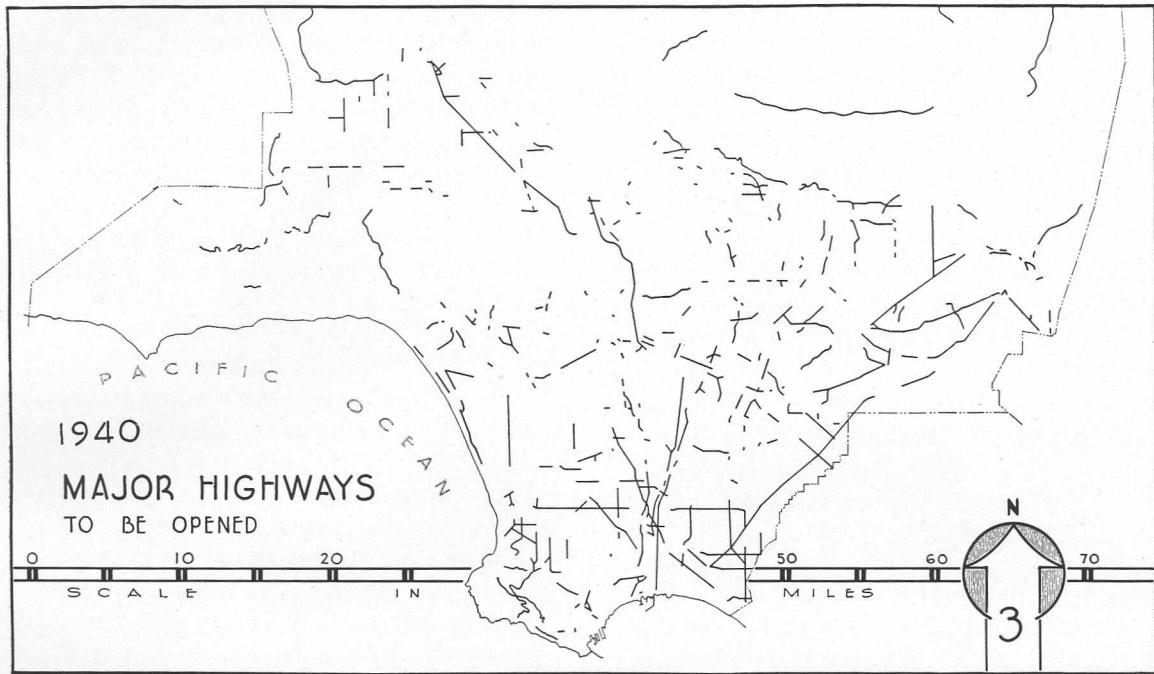 PACIFIC
OCEAN
1940
MAJOR HIGHWAYS
TO BE OPENED
N
0 10 20 50 60 70
SCALE IN MILES
3